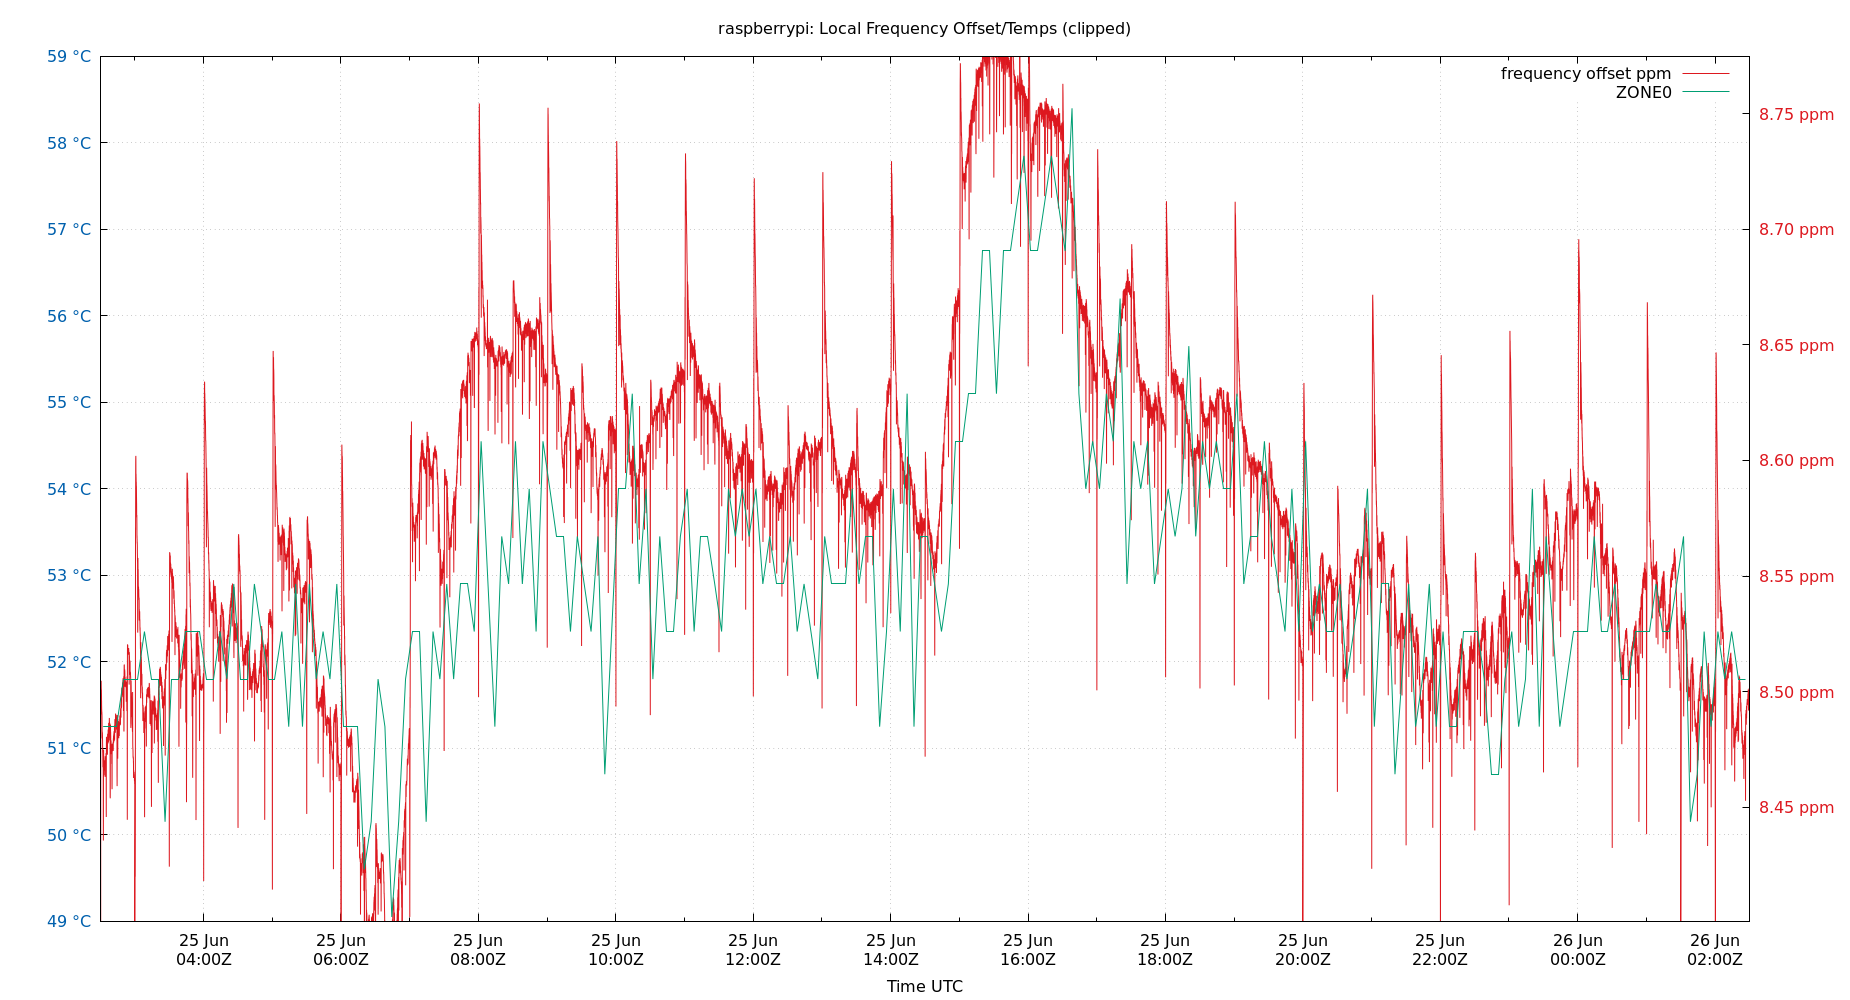 raspberrypi: Local Frequency Offset/Temps (clipped)
frequency offset ppm
ZONE0
59 °C
58 °C
57 °C
56 °C
55 °C
54 °C
53 °C
52 °C
51 °C
50 °C
49 °C
8.75 ppm
8.70 ppm
8.65 ppm
8.60 ppm
8.55 ppm
8.50 ppm
8.45 ppm
25 Jun
04:00Z
25 Jun
06:00Z
25 Jun
08:00Z
25 Jun
10:00Z
25 Jun
12:00Z
25 Jun
14:00Z
25 Jun
16:00Z
25 Jun
18:00Z
25 Jun
20:00Z
25 Jun
22:00Z
26 Jun
00:00Z
26 Jun
02:00Z
Time UTC